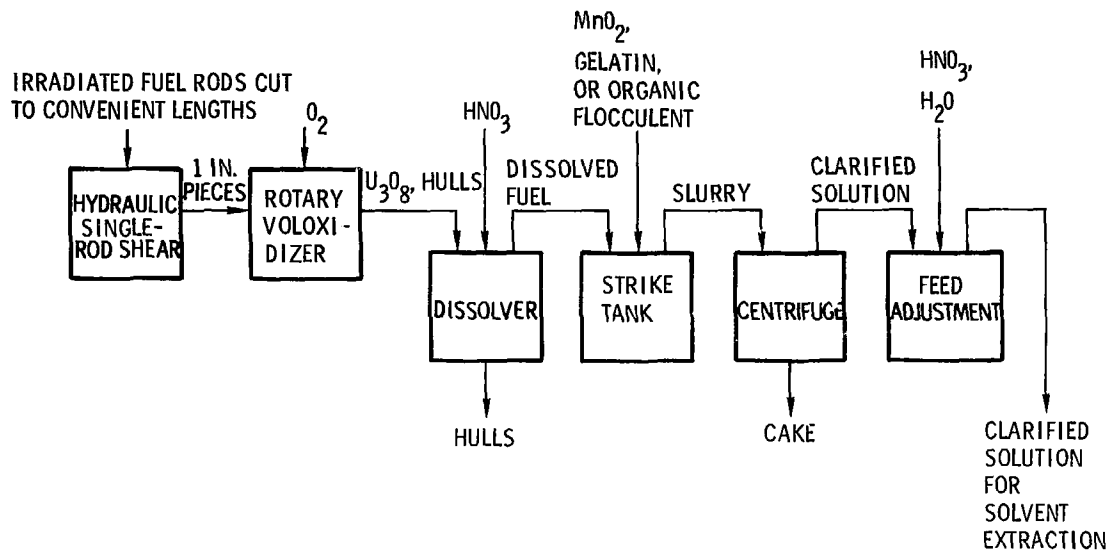 IRRADIATED FUEL RODS CUT
TO CONVENIENT LENGTHS
HYDRAULIC
SINGLE-
ROD SHEAR
1 IN.
PIECES
O₂
ROTARY
VOLOXI-
DIZER
U₃O₈, HULLS
HNO₃
DISSOLVER
HULLS
DISSOLVED
FUEL
MnO₂,
GELATIN,
OR ORGANIC
FLOCCULENT
STRIKE
TANK
SLURRY
CENTRIFUGE
CAKE
CLARIFIED
SOLUTION
HNO₃,
H₂O
FEED
ADJUSTMENT
CLARIFIED
SOLUTION
FOR
SOLVENT
EXTRACTION